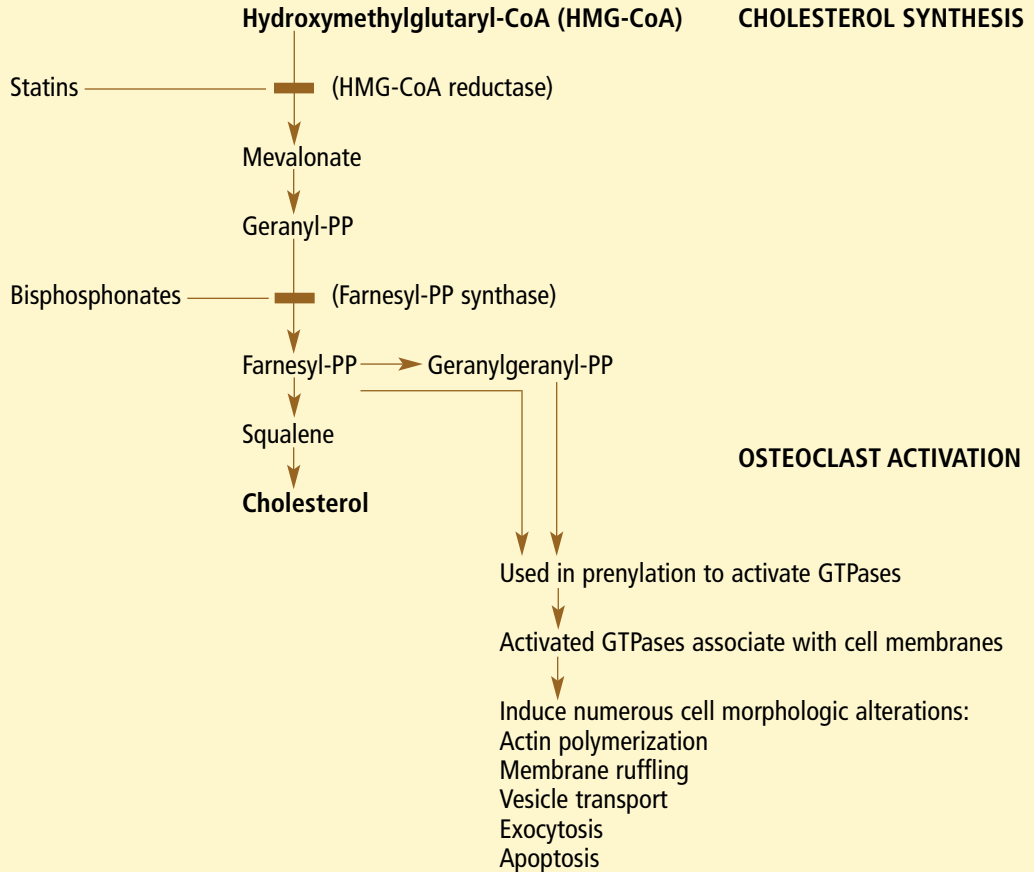 Hydroxymethylglutaryl-CoA (HMG-CoA) CHOLESTEROL SYNTHESIS
Statins (HMG-CoA reductase)
Mevalonate
Geranyl-PP
Bisphosphonates (Farnesyl-PP synthase)
Farnesyl-PP Geranylgeranyl-PP
Squalene
OSTEOCLAST ACTIVATION
Cholesterol
Used in prenylation to activate GTPases
Activated GTPases associate with cell membranes
Induce numerous cell morphologic alterations:
Actin polymerization
Membrane ruffling
Vesicle transport
Exocytosis
Apoptosis